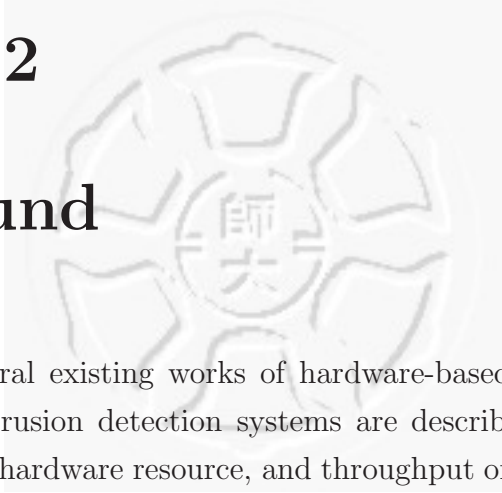 2
und
師
大
ral existing works of hardware-based
rusion detection systems are describ
hardware resource, and throughput o